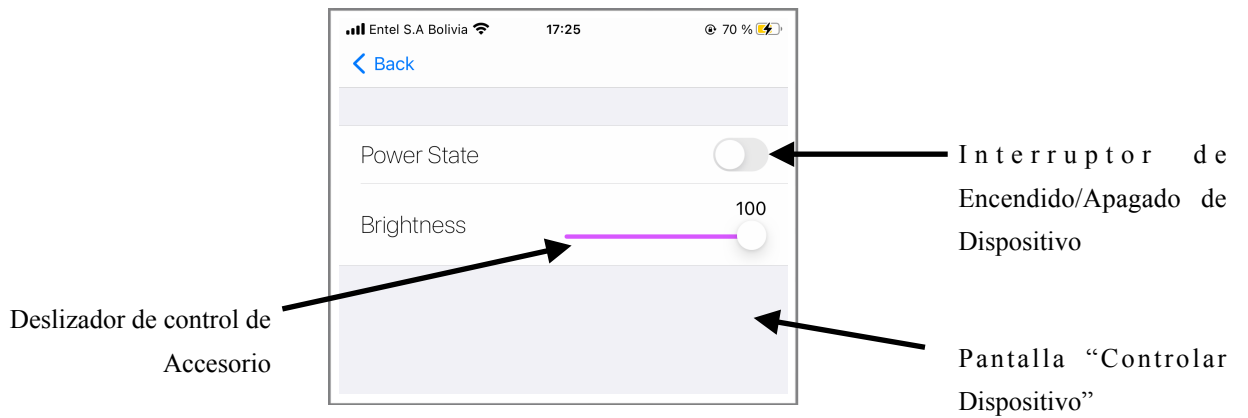 Entel S.A Bolivia 17:25 70 %
Back
Power State
Brightness
100
Interruptor de
Encendido/Apagado de
Dispositivo
Deslizador de control de
Accesorio
Pantalla “Controlar
Dispositivo”